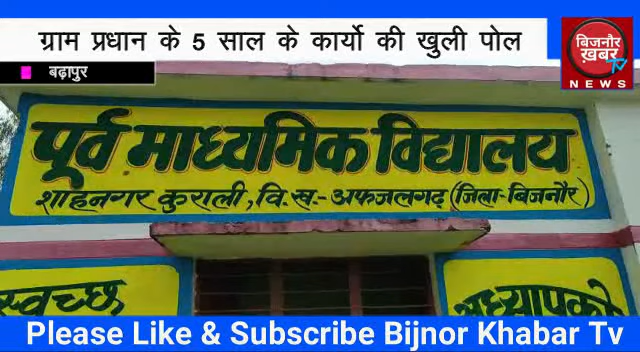 ग्राम प्रधान के 5 साल के कार्यो की खुली पोल
बिजनौर
ख़बर
TV
NEWS
बढ़ापुर
पूर्व माध्यमिक विद्यालय
शाहनगर कुराली, वि.ख.- अफजलगढ़ (जिला-बिजनौर)
स्वच्छ
अध्यापको
Please Like & Subscribe Bijnor Khabar Tv